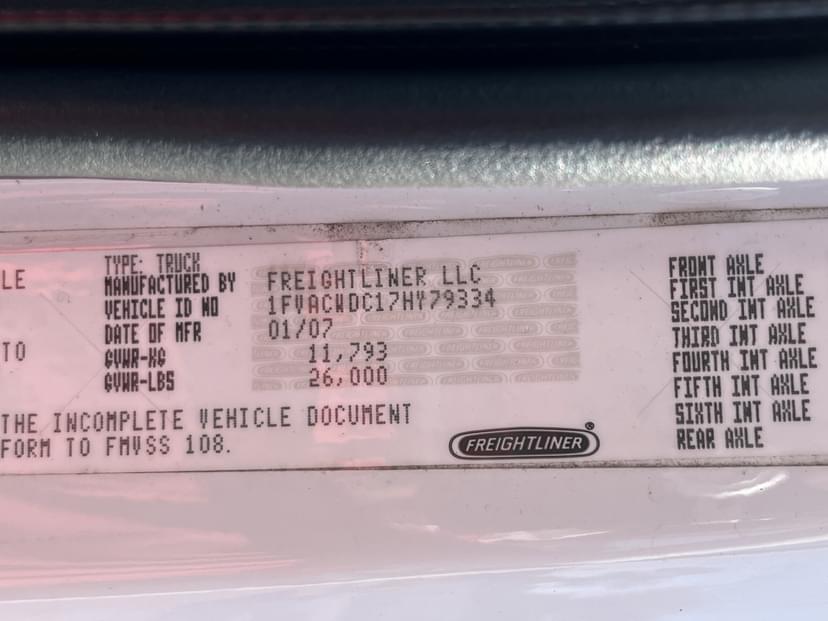 LE
TO
TYPE: TRUCK
MANUFACTURED BY FREIGHTLINER LLC
VEHICLE ID NO 1FVACWDC17HY79334
DATE OF MFR 01/07
GVWR-KG 11,793
GVWR-LBS 26,000
THE INCOMPLETE VEHICLE DOCUMENT
FORM TO FMVSS 108.
FREIGHTLINER®
FRONT AXLE
FIRST INT AXLE
SECOND INT AXLE
THIRD INT AXLE
FOURTH INT AXLE
FIFTH INT AXLE
SIXTH INT AXLE
REAR AXLE